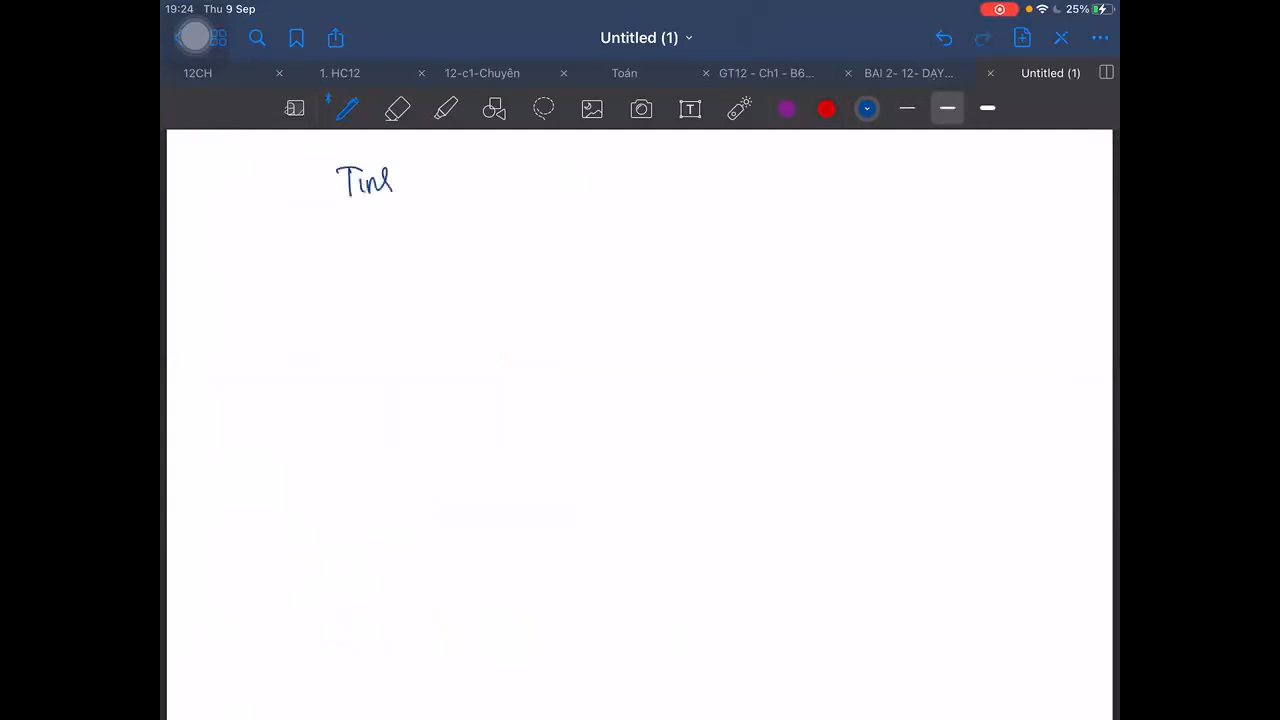 19:24 Thu 9 Sep 25%
Untitled (1)
12CH 1. HC12 12-c1-Chuyên Toán GT12 - Ch1 - B6... BAI 2- 12- DẠY... Untitled (1)
T
Tinh